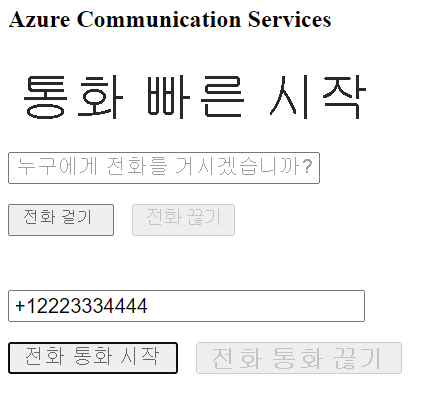 Azure Communication Services
통화 빠른 시작
누구에게 전화를 거시겠습니까?
전화 걸기 전화 끊기
+12223334444
전화 통화 시작 전화 통화 끊기